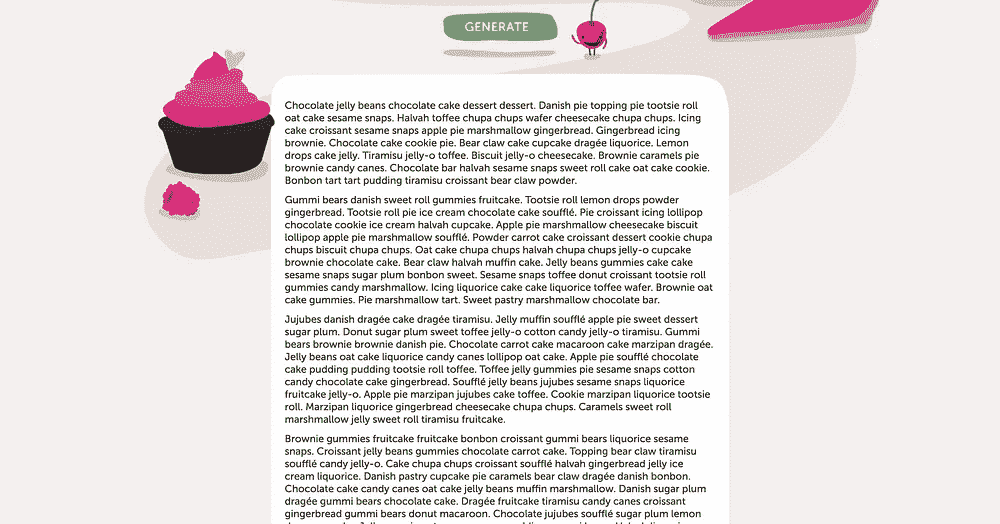 GENERATE
Chocolate jelly beans chocolate cake dessert dessert. Danish pie topping pie tootsie roll
oat cake sesame snaps. Halvah toffee chupa chups wafer cheesecake chupa chups. Icing
cake croissant sesame snaps apple pie marshmallow gingerbread. Gingerbread icing
brownie. Chocolate cake cookie pie. Bear claw cake cupcake dragée liquorice. Lemon
drops cake jelly. Tiramisu jelly-o toffee. Biscuit jelly-o cheesecake. Brownie caramels pie
brownie candy canes. Chocolate bar halvah sesame snaps sweet roll cake oat cake cookie.
Bonbon tart tart pudding tiramisu croissant bear claw powder.
Gummi bears danish sweet roll gummies fruitcake. Tootsie roll lemon drops powder
gingerbread. Tootsie roll pie ice cream chocolate cake soufflé. Pie croissant icing lollipop
chocolate cookie ice cream halvah cupcake. Apple pie marshmallow cheesecake biscuit
lollipop apple pie marshmallow soufflé. Powder carrot cake croissant dessert cookie chupa
chups biscuit chupa chups. Oat cake chupa chups halvah chupa chups jelly-o cupcake
brownie chocolate cake. Bear claw halvah muffin cake. Jelly beans gummies cake cake
sesame snaps sugar plum bonbon sweet. Sesame snaps toffee donut croissant tootsie roll
gummies candy marshmallow. Icing liquorice cake cake liquorice toffee wafer. Brownie oat
cake gummies. Pie marshmallow tart. Sweet pastry marshmallow chocolate bar.
Jujubes danish dragée cake dragée tiramisu. Jelly muffin soufflé apple pie sweet dessert
sugar plum. Donut sugar plum sweet toffee jelly-o cotton candy jelly-o tiramisu. Gummi
bears brownie brownie danish pie. Chocolate carrot cake macaroon cake marzipan dragée.
Jelly beans oat cake liquorice candy canes lollipop oat cake. Apple pie soufflé chocolate
cake pudding pudding tootsie roll toffee. Toffee jelly gummies pie sesame snaps cotton
candy chocolate cake gingerbread. Soufflé jelly beans jujubes sesame snaps liquorice
fruitcake jelly-o. Apple pie marzipan jujubes cake toffee. Cookie marzipan liquorice tootsie
roll. Marzipan liquorice gingerbread cheesecake chupa chups. Caramels sweet roll
marshmallow jelly sweet roll tiramisu fruitcake.
Brownie gummies fruitcake fruitcake bonbon croissant gummi bears liquorice sesame
snaps. Croissant jelly beans gummies chocolate carrot cake. Topping bear claw tiramisu
soufflé candy jelly-o. Cake chupa chups croissant soufflé halvah gingerbread jelly ice
cream liquorice. Danish pastry cupcake pie caramels bear claw dragée danish bonbon.
Chocolate cake candy canes oat cake jelly beans muffin marshmallow. Danish sugar plum
dragée gummi bears chocolate cake. Dragée fruitcake tiramisu candy canes croissant
gingerbread gummi bears donut macaroon. Chocolate jujubes soufflé sugar plum lemon